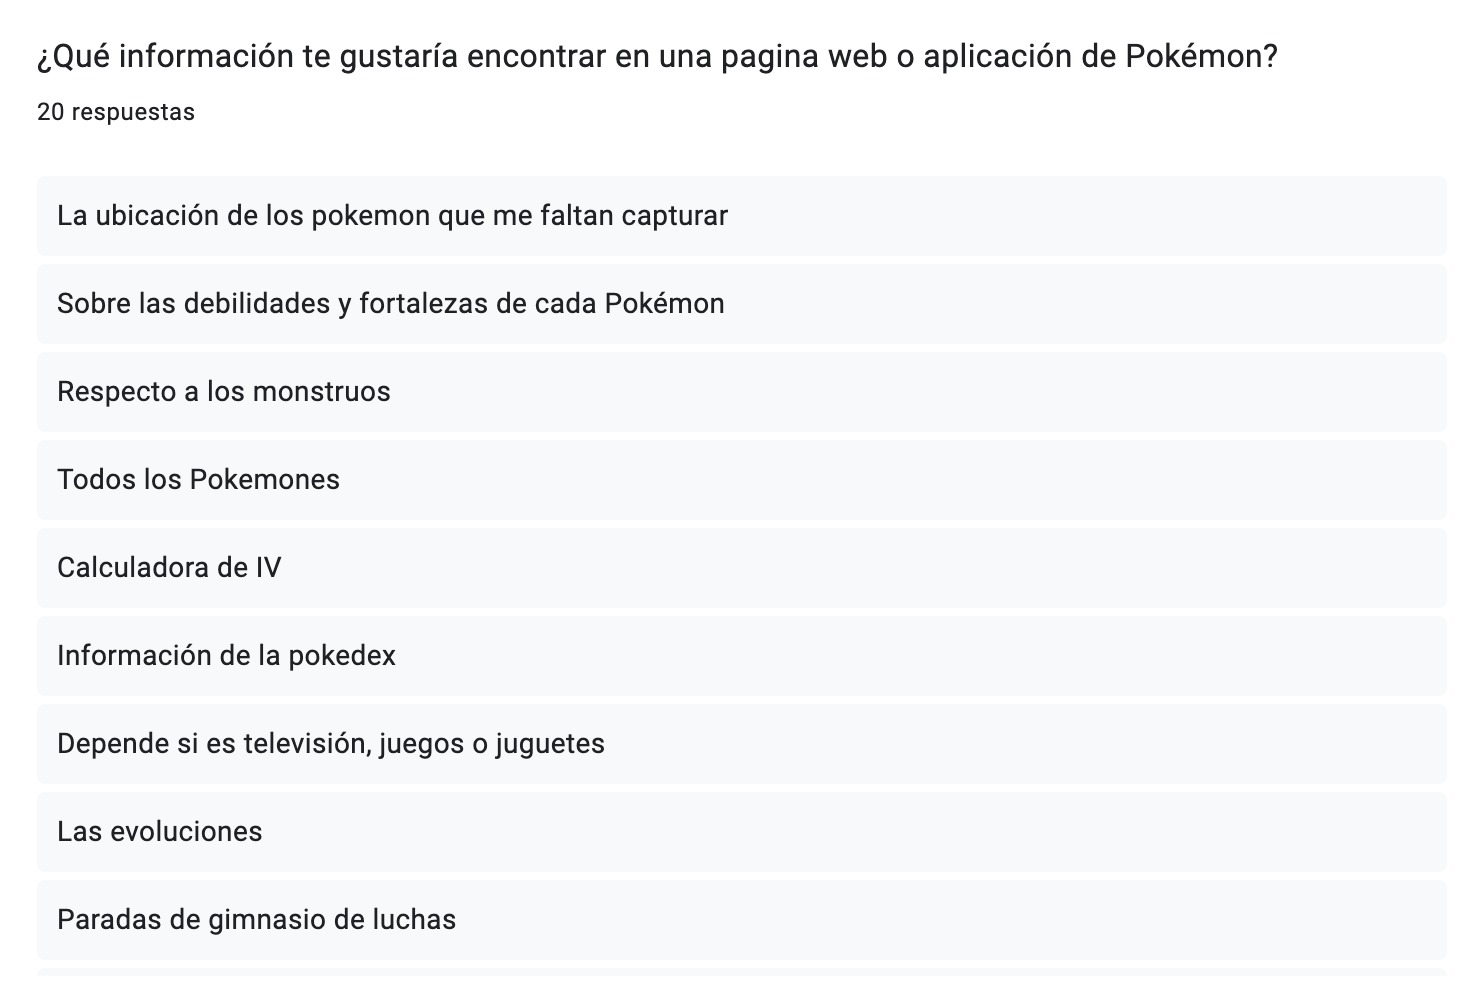 ¿Qué información te gustaría encontrar en una pagina web o aplicación de Pokémon?
20 respuestas
La ubicación de los pokemon que me faltan capturar
Sobre las debilidades y fortalezas de cada Pokémon
Respecto a los monstruos
Todos los Pokemones
Calculadora de IV
Información de la pokedex
Depende si es televisión, juegos o juguetes
Las evoluciones
Paradas de gimnasio de luchas